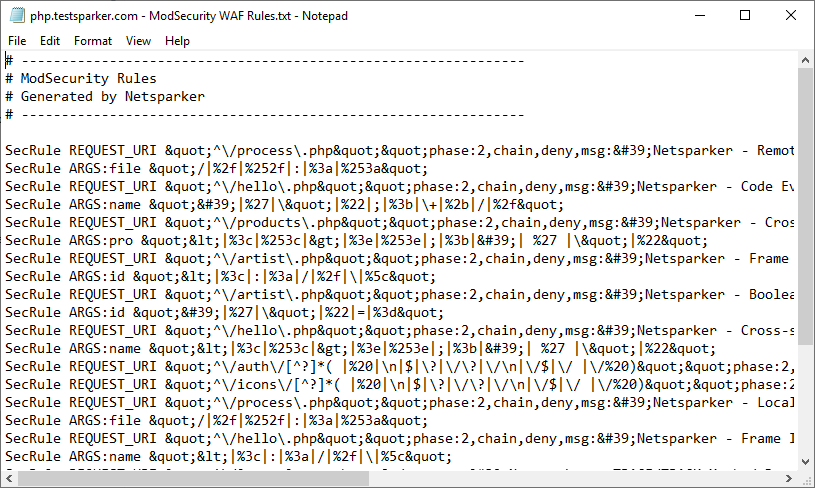 php.testsparker.com - ModSecurity WAF Rules.txt - Notepad
File Edit Format View Help
# -----------------------------------------------------------
# ModSecurity Rules
# Generated by Netsparker
# -----------------------------------------------------------
SecRule REQUEST_URI &quot;^\/process\.php&quot;&quot;phase:2,chain,deny,msg:&#39;Netsparker - Remot
SecRule ARGS:file &quot;/|%2f|%252f|:|%3a|%253a&quot;
SecRule REQUEST_URI &quot;^\/hello\.php&quot;&quot;phase:2,chain,deny,msg:&#39;Netsparker - Code Ev
SecRule ARGS:name &quot;&#39;|%27|\&quot;|%22|;|%3b|\+|%2b|/|%2f&quot;
SecRule REQUEST_URI &quot;^\/products\.php&quot;&quot;phase:2,chain,deny,msg:&#39;Netsparker - Cros
SecRule ARGS:pro &quot;&lt;|%3c|%253c|&gt;|%3e|%253e|;|%3b|&#39;| %27 |\&quot;|%22&quot;
SecRule REQUEST_URI &quot;^\/artist\.php&quot;&quot;phase:2,chain,deny,msg:&#39;Netsparker - Frame
SecRule ARGS:id &quot;&lt;|%3c|:|%3a|/|%2f|\|%5c&quot;
SecRule REQUEST_URI &quot;^\/artist\.php&quot;&quot;phase:2,chain,deny,msg:&#39;Netsparker - Boolea
SecRule ARGS:id &quot;&#39;|%27|\&quot;|%22|=|%3d&quot;
SecRule REQUEST_URI &quot;^\/hello\.php&quot;&quot;phase:2,chain,deny,msg:&#39;Netsparker - Cross-s
SecRule ARGS:name &quot;&lt;|%3c|%253c|&gt;|%3e|%253e|;|%3b|&#39;| %27 |\&quot;|%22&quot;
SecRule REQUEST_URI &quot;^\/auth\/[^?]*( |%20|\n|$|\?|\/\?|\/\n|\/$|\/ |\/%20)&quot;&quot;phase:2,
SecRule REQUEST_URI &quot;^\/icons\/[^?]*( |%20|\n|$|\?|\/\?|\/\n|\/$|\/ |\/%20)&quot;&quot;phase:2
SecRule REQUEST_URI &quot;^\/process\.php&quot;&quot;phase:2,chain,deny,msg:&#39;Netsparker - Local
SecRule ARGS:file &quot;/|%2f|%252f|:|%3a|%253a&quot;
SecRule REQUEST_URI &quot;^\/hello\.php&quot;&quot;phase:2,chain,deny,msg:&#39;Netsparker - Frame I
SecRule ARGS:name &quot;&lt;|%3c|:|%3a|/|%2f|\|%5c&quot;